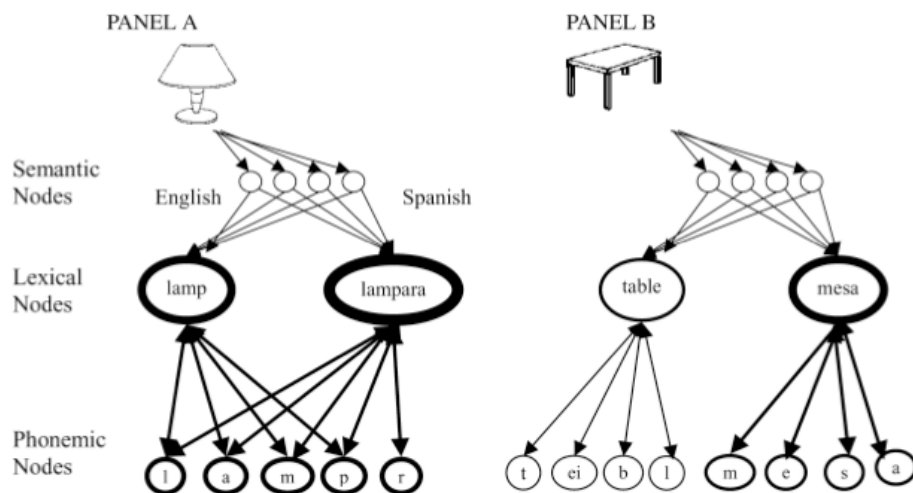 PANEL A
PANEL B
Semantic
Nodes
English
Spanish
Lexical
Nodes
lamp
lampara
table
mesa
Phonemic
Nodes
l a m p r
t ei b l
m e s a